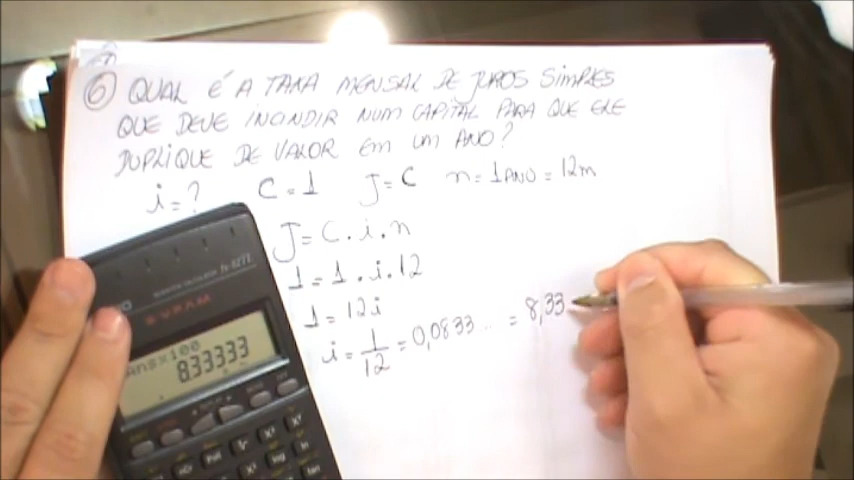 6 QUAL É A TAXA MENSAL DE JUROS SIMPLES
QUE DEVE INCINDIR NUM CAPITAL PARA QUE ELE
DUPLIQUE DE VALOR EM UM ANO?
i = ? C = 1 J = C n = 1 ANO = 12m
J = C . i . n
1 = 1 . i . 12
1 = 12i
i = 1/12 = 0,0833... = 8,33
S-V.P.A.M.
Ans×100
8.33333